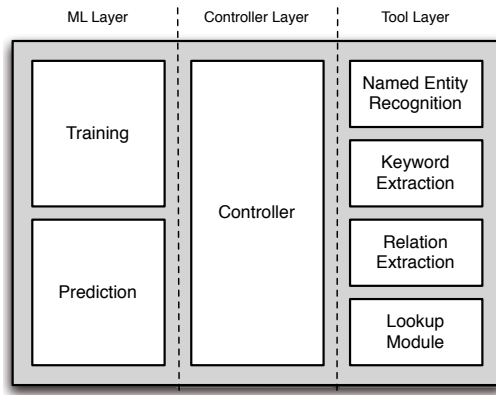 ML Layer
Controller Layer
Tool Layer
Training
Prediction
Controller
Named Entity
Recognition
Keyword
Extraction
Relation
Extraction
Lookup
Module